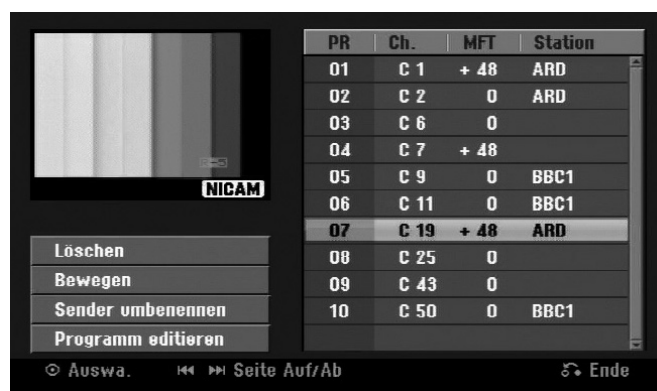 PR Ch. MFT Station
01 C 1 + 48 ARD
02 C 2 0 ARD
03 C 6 0
04 C 7 + 48
05 C 9 0 BBC1
06 C 11 0 BBC1
07 C 19 + 48 ARD
08 C 25 0
09 C 43 0
10 C 50 0 BBC1
NICAM
Löschen
Bewegen
Sender umbenennen
Programm editieren
Auswa. Seite Auf/Ab Ende